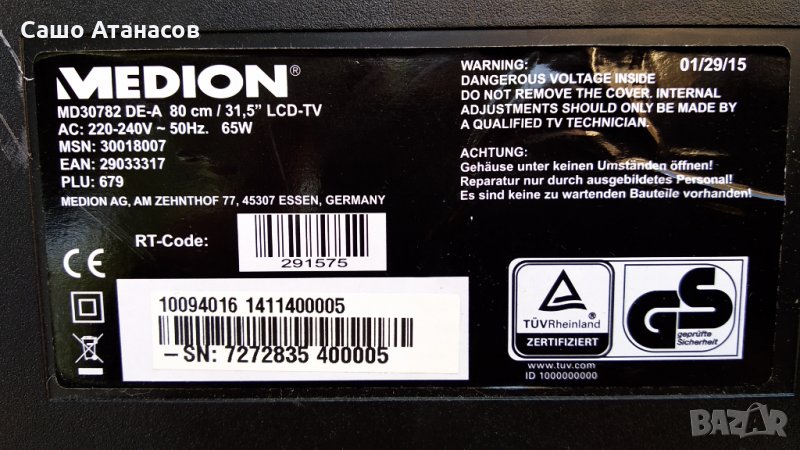 Сашо Атанасов
MEDION®
MD30782 DE-A 80 cm / 31,5” LCD-TV
AC: 220-240V ~ 50Hz. 65W
MSN: 30018007
EAN: 29033317
PLU: 679
MEDION AG, AM ZEHNTHOF 77, 45307 ESSEN, GERMANY
WARNING: 01/29/15
DANGEROUS VOLTAGE INSIDE
DO NOT REMOVE THE COVER. INTERNAL
ADJUSTMENTS SHOULD ONLY BE MADE BY
A QUALIFIED TV TECHNICIAN.
ACHTUNG:
Gehäuse unter keinen Umständen öffnen!
Reparatur nur durch ausgebildetes Personal!
Es sind keine zu wartenden Bauteile vorhanden!
RT-Code:
291575
CE
10094016 1411400005
–SN: 7272835 400005
TÜVRheinland®
ZERTIFIZIERT
GS
geprüfte
Sicherheit
www.tuv.com
ID 1000000000
BAZAR